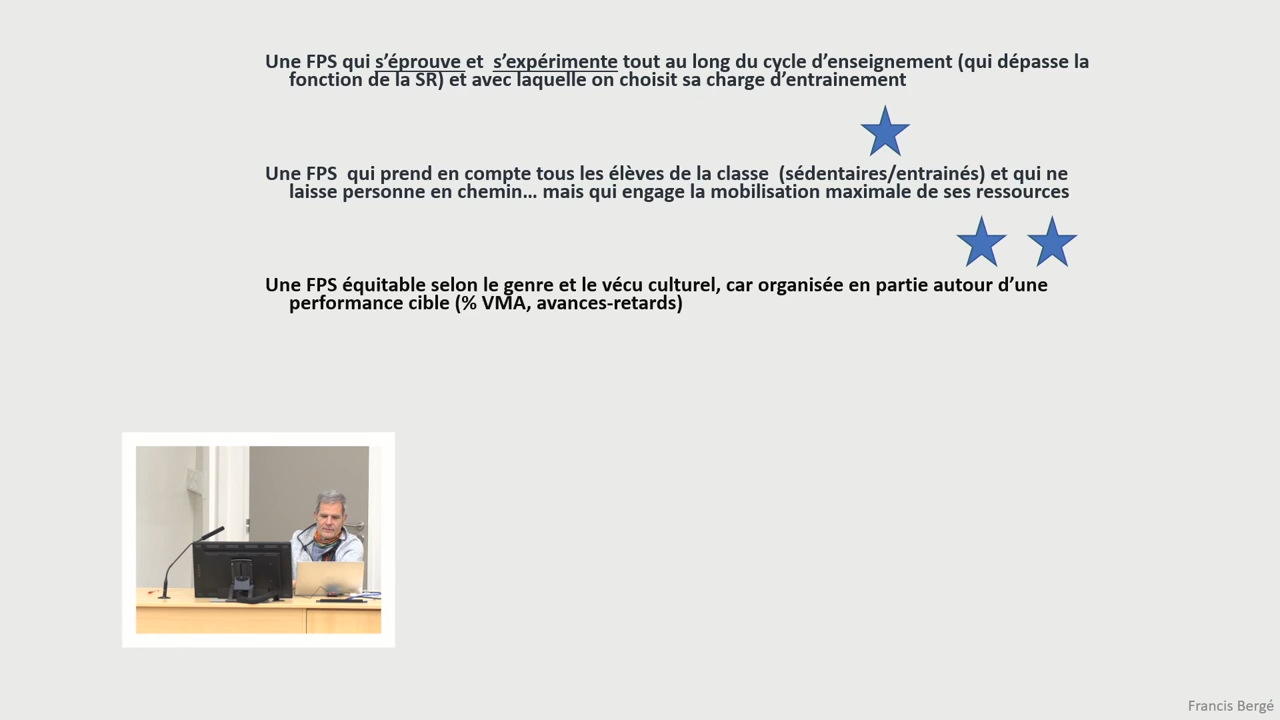 Une FPS qui s’éprouve et s’expérimente tout au long du cycle d’enseignement (qui dépasse la
fonction de la SR) et avec laquelle on choisit sa charge d’entrainement
Une FPS qui prend en compte tous les élèves de la classe (sédentaires/entrainés) et qui ne
laisse personne en chemin… mais qui engage la mobilisation maximale de ses ressources
Une FPS équitable selon le genre et le vécu culturel, car organisée en partie autour d’une
performance cible (% VMA, avances-retards)
Francis Bergé